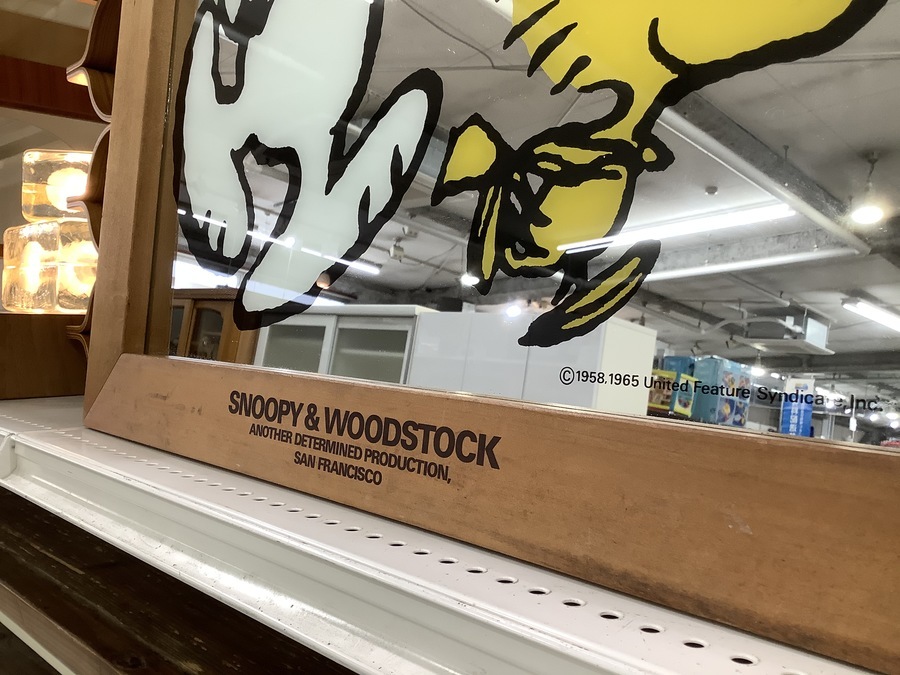 ©1958.1965 United Feature Syndicate, Inc.
SNOOPY & WOODSTOCK
ANOTHER DETERMINED PRODUCTION,
SAN FRANCISCO